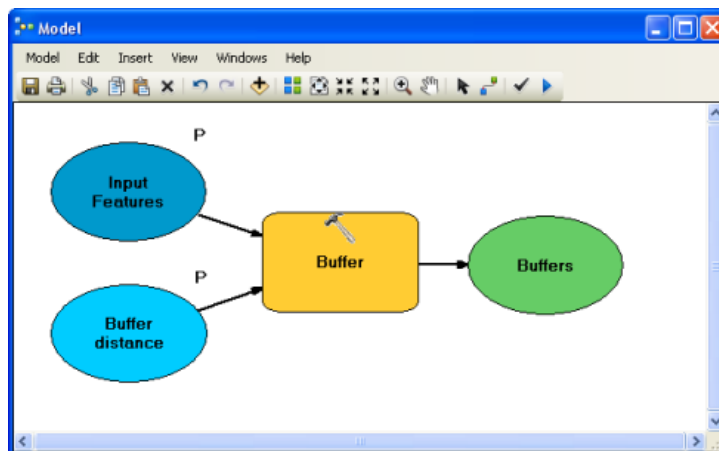 Model
Model Edit Insert View Windows Help
P
Input
Features
Buffer
Buffers
P
Buffer
distance